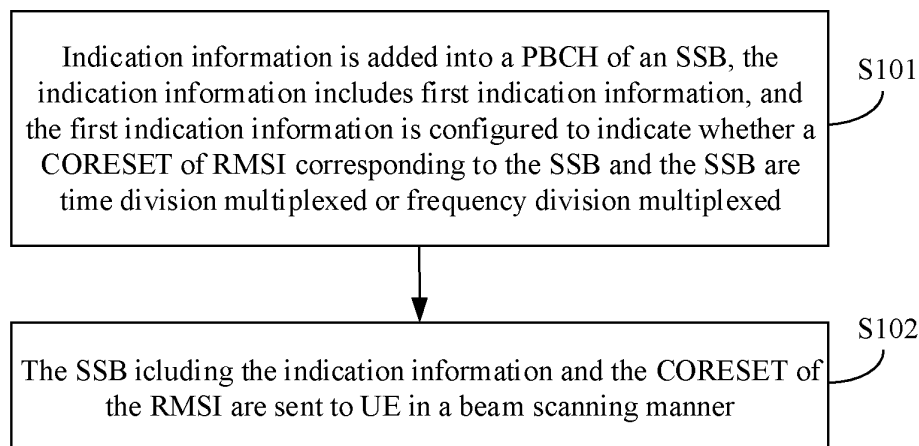 Indication information is added into a PBCH of an SSB, the
indication information includes first indication information, and
the first indication information is configured to indicate whether a
CORESET of RMSI corresponding to the SSB and the SSB are
time division multiplexed or frequency division multiplexed
S101
The SSB icluding the indication information and the CORESET of
the RMSI are sent to UE in a beam scanning manner
S102